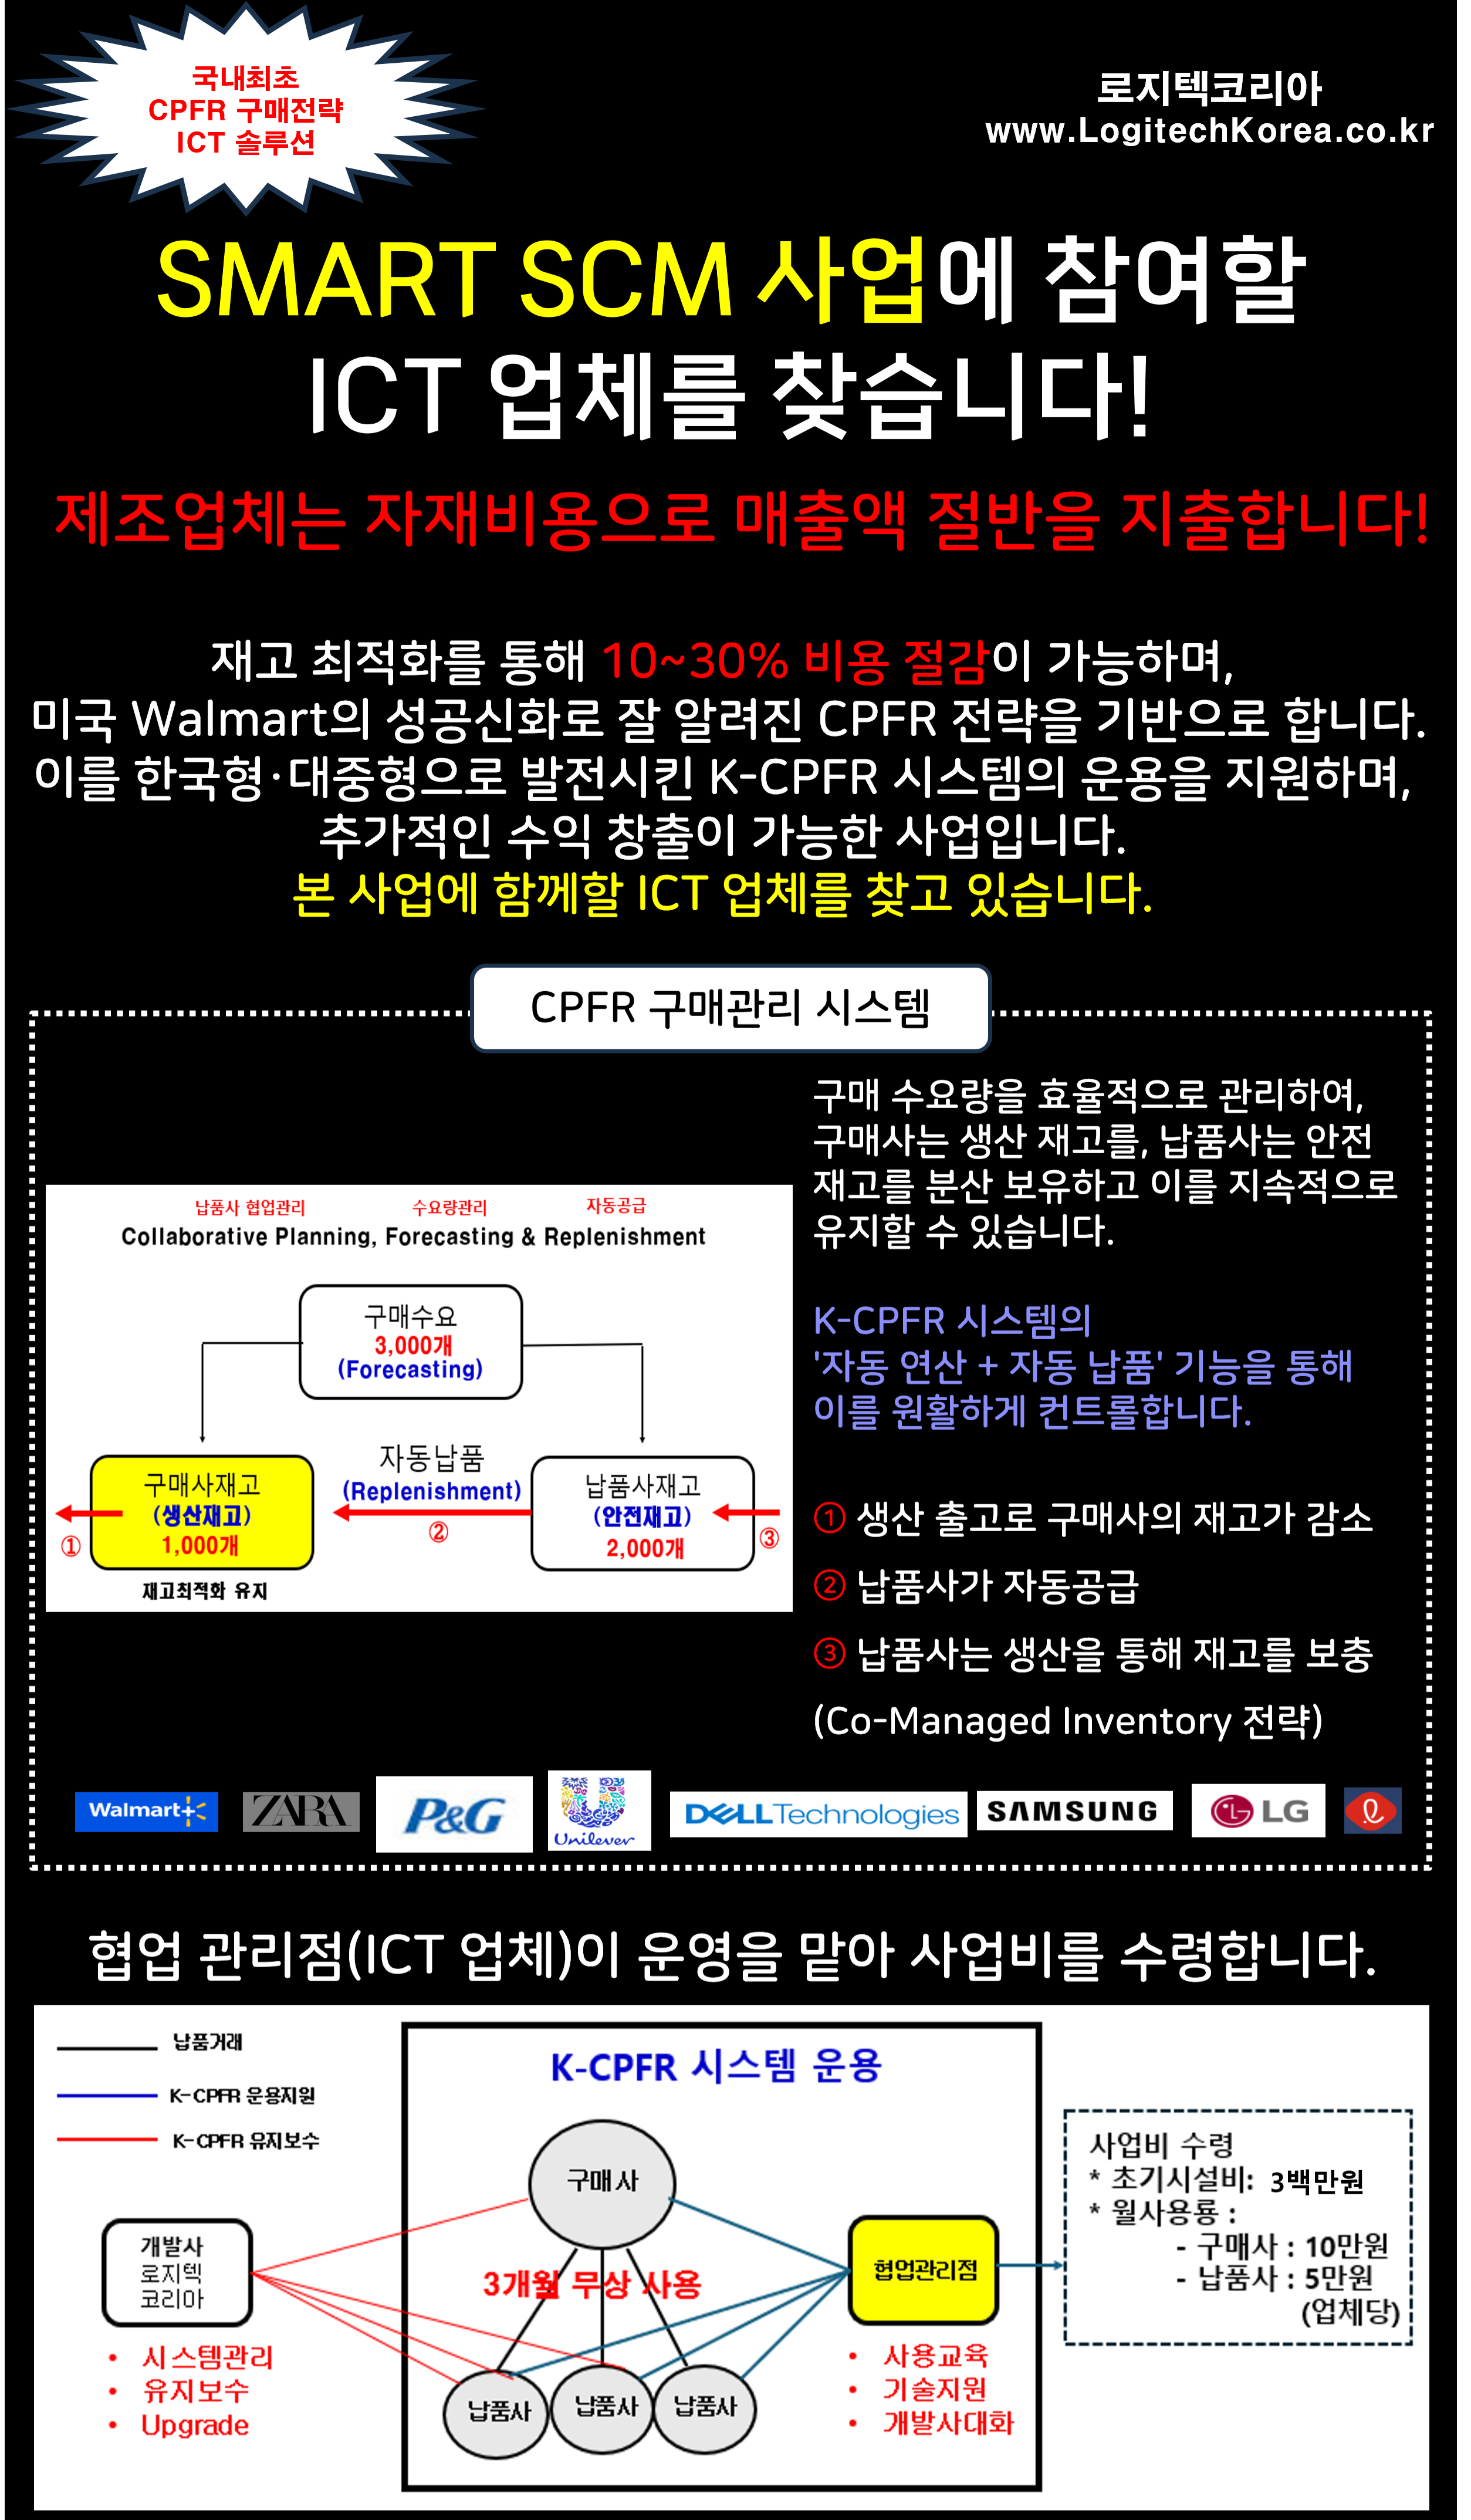 국내최초
CPFR 구매전략
ICT 솔루션
로지텍코리아
www.LogitechKorea.co.kr
SMART SCM 사업에 참여할
ICT 업체를 찾습니다!
제조업체는 자재비용으로 매출액 절반을 지출합니다!
재고 최적화를 통해 10~30% 비용 절감이 가능하며,
미국 Walmart의 성공신화로 잘 알려진 CPFR 전략을 기반으로 합니다.
이를 한국형·대중형으로 발전시킨 K-CPFR 시스템의 운용을 지원하며,
추가적인 수익 창출이 가능한 사업입니다.
본 사업에 함께할 ICT 업체를 찾고 있습니다.
CPFR 구매관리 시스템
납품사 협업관리 수요량관리 자동공급
Collaborative Planning, Forecasting & Replenishment
구매수요
3,000개
(Forecasting)
구매사재고
(생산재고)
1,000개
재고최적화 유지
①
자동납품
(Replenishment)
②
납품사재고
(안전재고)
2,000개
③
구매 수요량을 효율적으로 관리하여,
구매사는 생산 재고를, 납품사는 안전
재고를 분산 보유하고 이를 지속적으로
유지할 수 있습니다.
K-CPFR 시스템의
'자동 연산 + 자동 납품' 기능을 통해
이를 원활하게 컨트롤합니다.
① 생산 출고로 구매사의 재고가 감소
② 납품사가 자동공급
③ 납품사는 생산을 통해 재고를 보충
(Co-Managed Inventory 전략)
Walmart+
ZARA
P&G
Unilever
DELLTechnologies
SAMSUNG
LG
협업 관리점(ICT 업체)이 운영을 맡아 사업비를 수령합니다.
납품거래
K-CPFR 운용지원
K-CPFR 유지보수
K-CPFR 시스템 운용
구매사
3개월 무상 사용
납품사 납품사 납품사
개발사
로지텍
코리아
• 시스템관리
• 유지보수
• Upgrade
협업관리점
• 사용교육
• 기술지원
• 개발사대화
사업비 수령
* 초기시설비: 3백만원
* 월사용룡 :
- 구매사 : 10만원
- 납품사 : 5만원
(업체당)